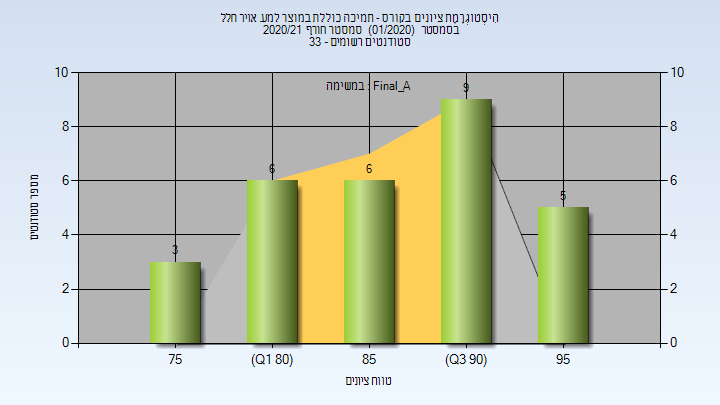 היסטוגרמת ציונים בקורס - תמיכה כוללת במוצר למע. אויר חלל
בסמסטר (01/2020) סמסטר חורף 2020/21
סטודנטים רשומים - 33
במשימה : Final_A
10 10
9
8 8
6 6
6 6
5
4 4
3
2 2
0 0
מספר סטודנטים
75 (Q1 80) 85 (Q3 90) 95
טווח ציונים